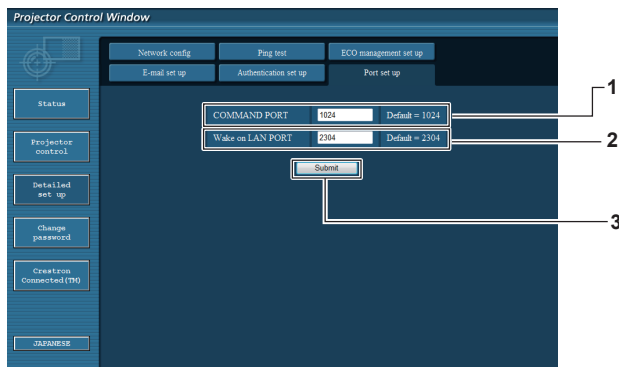 Projector Control Window
Network config
Ping test
ECO management set up
E-mail set up
Authentication set up
Port set up
Status
Projector
control
Detailed
set up
Change
password
Crestron
Connected(TM)
JAPANESE
COMMAND PORT 1024 Default = 1024
Wake on LAN PORT 2304 Default = 2304
Submit
1
2
3